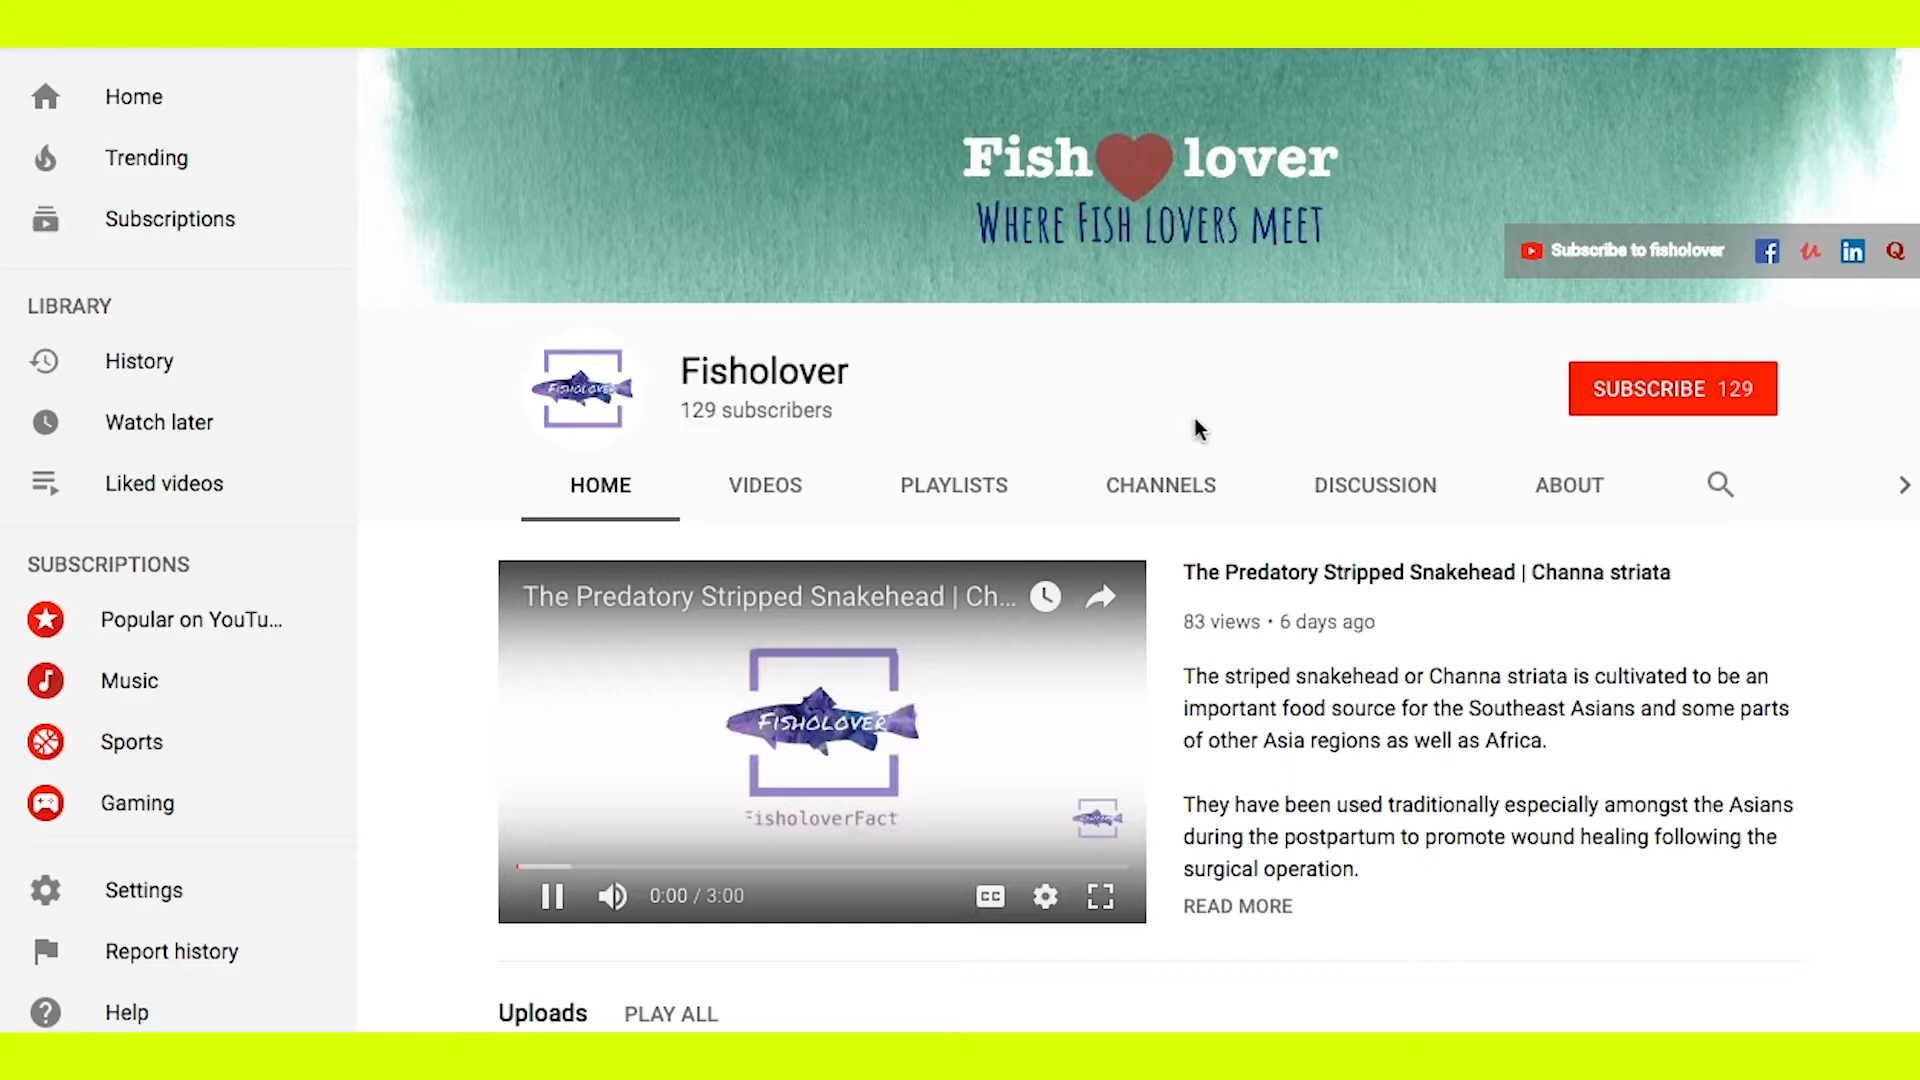 Home
Trending
Subscriptions
LIBRARY
History
Watch later
Liked videos
SUBSCRIPTIONS
Popular on YouTu...
Music
Sports
Gaming
Settings
Report history
Help
Fish lover
WHERE FISH LOVERS MEET
Subscribe to fisholover
FISHOLOVER
Fisholover
129 subscribers
SUBSCRIBE 129
HOME VIDEOS PLAYLISTS CHANNELS DISCUSSION ABOUT
The Predatory Stripped Snakehead | Ch...
FISHOLOVER
FisholoverFact
0:00 / 3:00
CC
The Predatory Stripped Snakehead | Channa striata
83 views • 6 days ago
The striped snakehead or Channa striata is cultivated to be an
important food source for the Southeast Asians and some parts
of other Asia regions as well as Africa.
They have been used traditionally especially amongst the Asians
during the postpartum to promote wound healing following the
surgical operation.
READ MORE
Uploads PLAY ALL